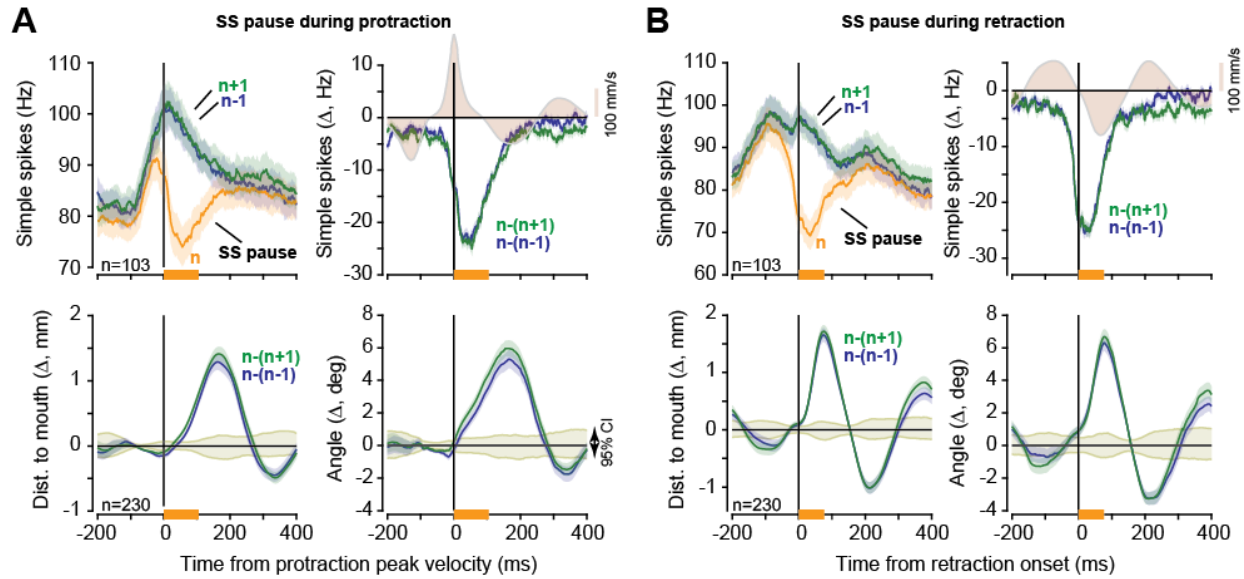 A
SS pause during protraction
Simple spikes (Hz)
110
100
90
80
70
n+1
n-1
n
SS pause
n=103
Simple spikes (Δ, Hz)
10
0
-10
-20
-30
n-(n+1)
n-(n-1)
100 mm/s
Dist. to mouth (Δ, mm)
2
1
0
-1
n-(n+1)
n-(n-1)
n=230
-200
0
200
400
Angle (Δ, deg)
8
6
4
2
0
-2
-4
95% CI
-200
0
200
400
Time from protraction peak velocity (ms)
B
SS pause during retraction
Simple spikes (Hz)
110
100
90
80
70
60
n+1
n-1
n
SS pause
n=103
Simple spikes (Δ, Hz)
0
-10
-20
-30
n-(n+1)
n-(n-1)
100 mm/s
Dist. to mouth (Δ, mm)
2
1
0
-1
n-(n+1)
n-(n-1)
n=230
-200
0
200
400
Angle (Δ, deg)
8
6
4
2
0
-2
-4
-200
0
200
400
Time from retraction onset (ms)